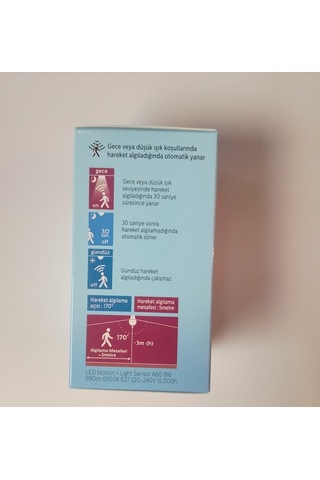 Gece veya düşük ışık koşullarında
hareket algıladığında otomatik yanar
gece
on
Gece veya düşük ışık
seviyesinde hareket
algıladığında 30 saniye
süresince yanar
30
san.
off
30 saniye sonra
hareket algılamadığında
otomatik söner
gündüz
off
Gündüz hareket
algıladığında çalışmaz
Hareket algılama
açısı : 170°
Hareket algılama
mesafesi : 5metre
170°
~3m (h)
Algılama Mesafesi
~ 5metre
LED Motion + Light Sensor A60 9W
990lm 6500K E27 220-240V 15.000h